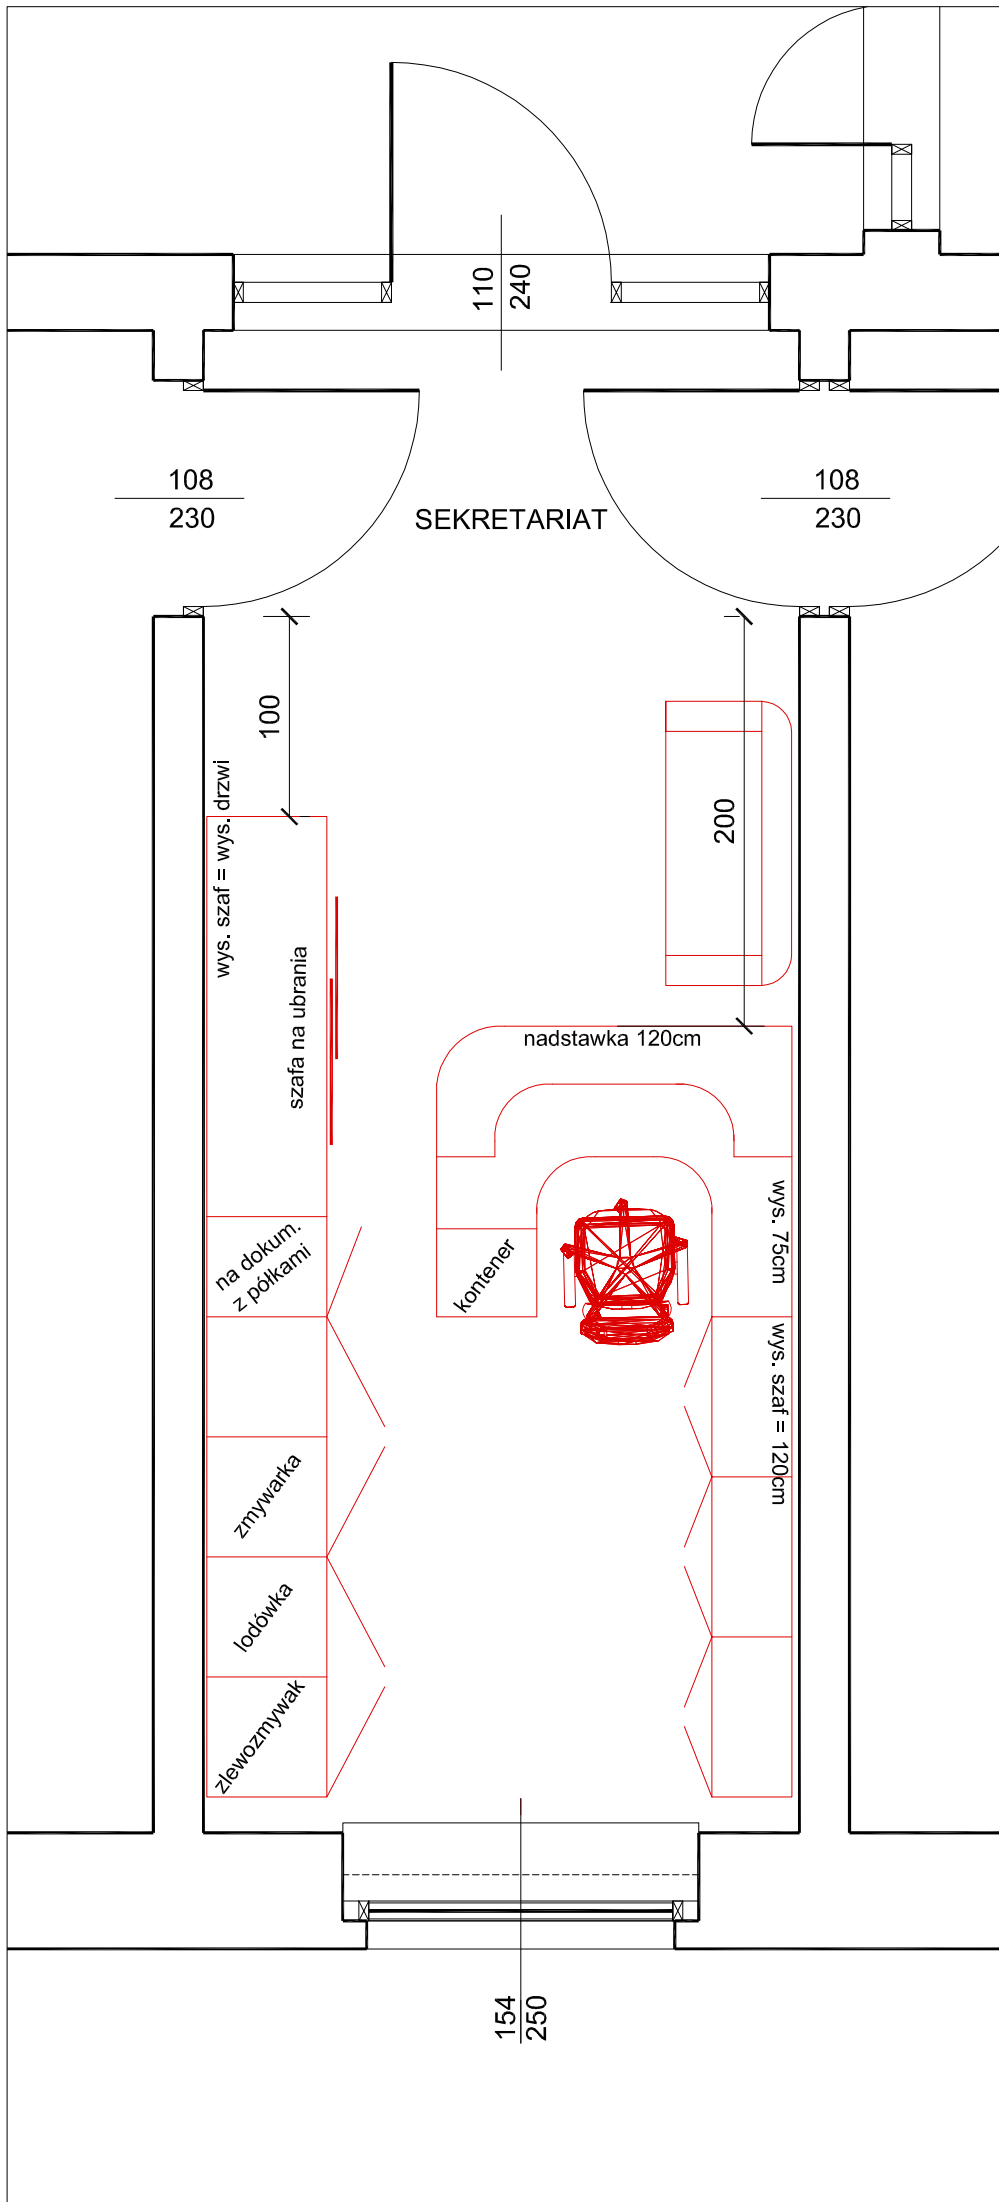 110
240
108
230
108
230
SEKRETARIAT
100
200
wys. szaf = wys. drzwi
szafa na ubrania
nadstawka 120cm
na dokum.
z półkami
kontener
wys. 75cm
wys. szaf = 120cm
zmywarka
lodówka
zlewozmywak
154
250